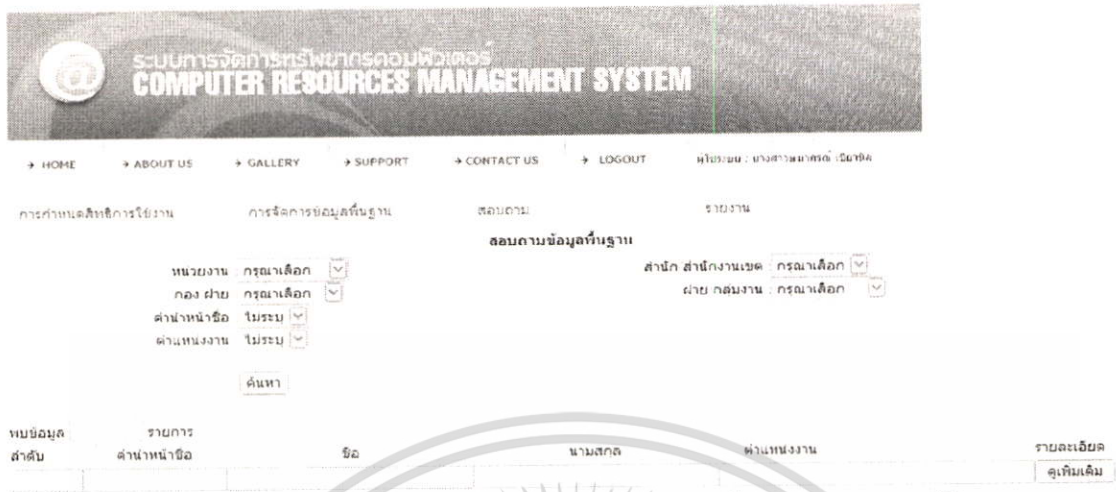 ระบบการจัดการทรัพยากรคอมพิวเตอร์
COMPUTER RESOURCES MANAGEMENT SYSTEM
→ HOME → ABOUT US → GALLERY → SUPPORT → CONTACT US → LOGOUT ผู้ใช้ระบบ : นางสาว
การกำหนดสิทธิการใช้งาน การจัดการข้อมูลพื้นฐาน สอบถาม รายงาน
สอบถามข้อมูลพื้นฐาน
หน่วยงาน กรุณาเลือก สำนัก สำนักงานเขต : กรุณาเลือก
กอง ฝ่าย กรุณาเลือก ฝ่าย กลุ่มงาน : กรุณาเลือก
คำนำหน้าชื่อ ไม่ระบุ
ตำแหน่งงาน ไม่ระบุ
ค้นหา
พบข้อมูล รายการ
ลำดับ คำนำหน้าชื่อ ชื่อ นามสกุล ตำแหน่งงาน รายละเอียด
ดูเพิ่มเติม